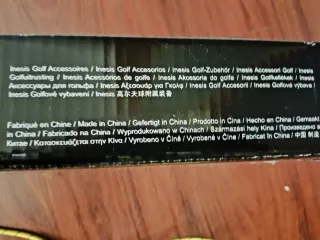 Inesis Golf Accessoires / Inesis Golf Accesorios / Inesis Golf-Zubehör / Inesis Accessori Golf / Inesis
Golfuitrusting / Inesis Acessórios de golfe / Inesis Akcesoria do golfa / Inesis Golfkellékek / Inesis
Аксессуары для гольфа / Inesis Αξεσουάρ για Γκολφ / Inesis Golf Accesorii / Inesis Golfová výbava /
Inesis Golfové vybavení / Inesis 高尔夫球附属装备
Fabriqué en Chine / Made in China / Gefertigt in China / Prodotto in Cina / Hecho en China / Gemaakt
in China / Fabricado na China / Wyprodukowano w Chinach / Származási hely Kína / Произведено в
Китае / Κατασκευάζεται στην Κίνα / Vyrobeno v Číně / Vyrobené v Číne / Fabricat în China / 中国 制造